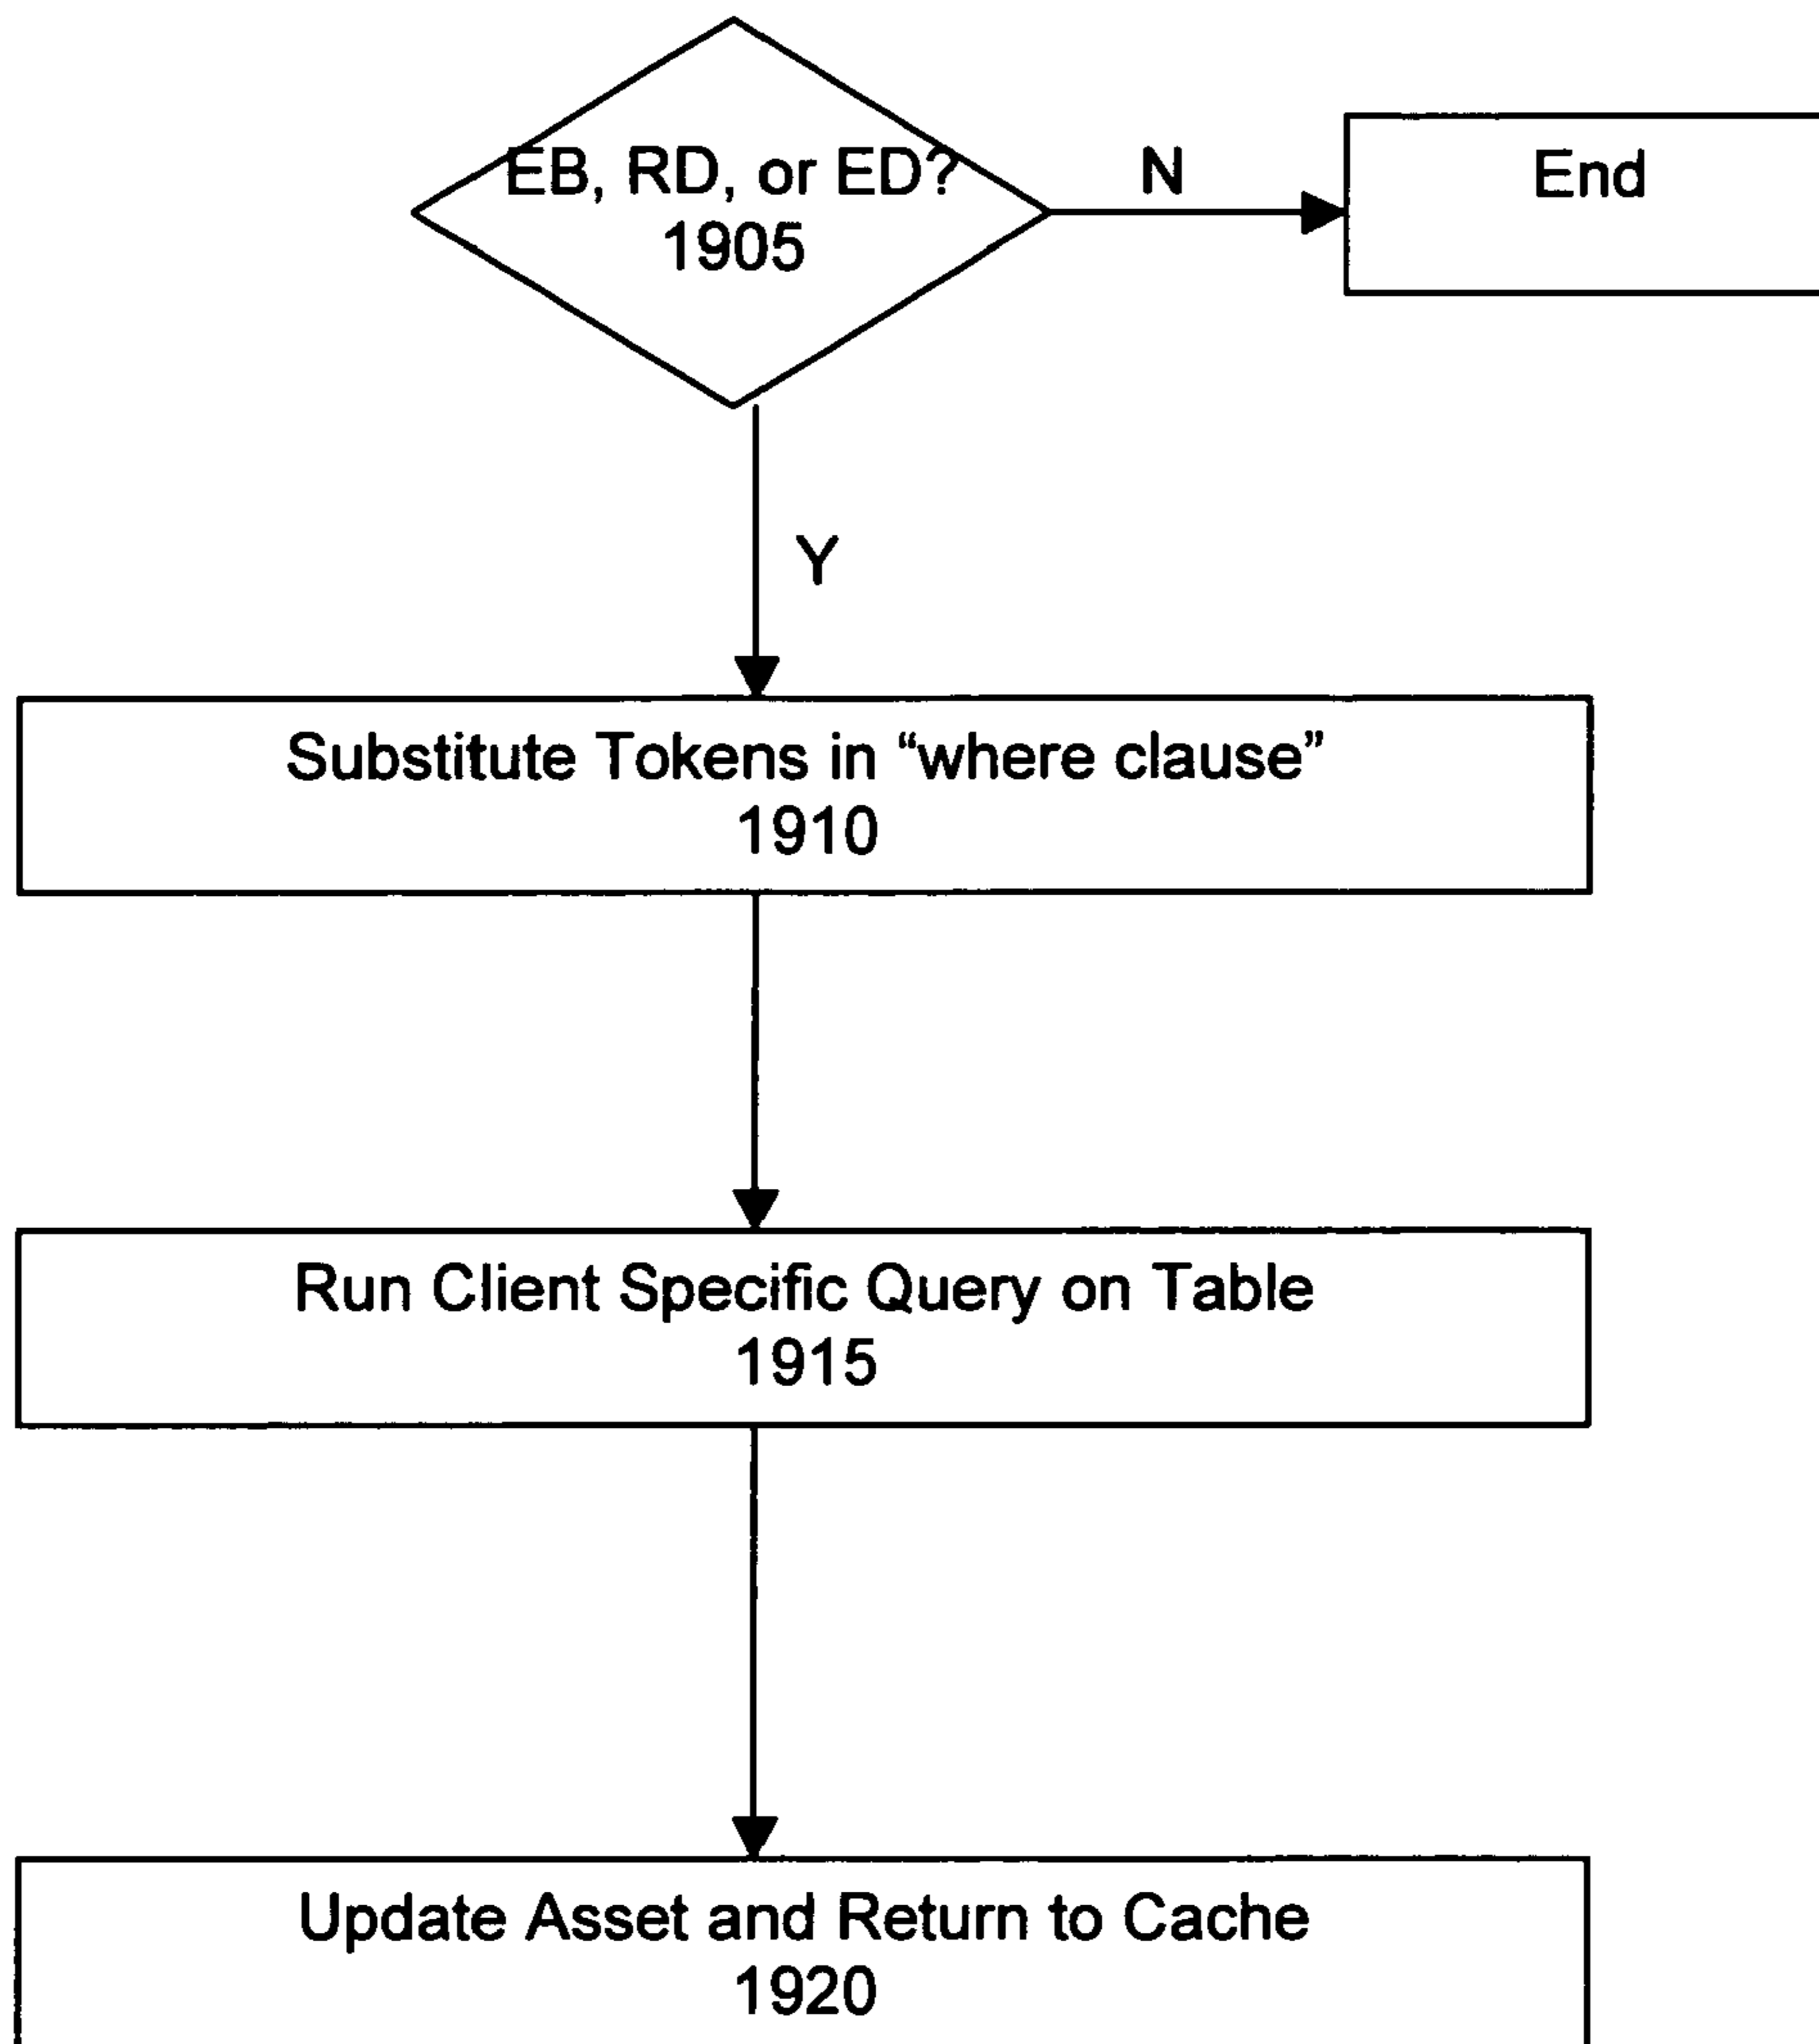 EB, RD, or ED?
1905
N
End
Y
Substitute Tokens in “where clause”
1910
Run Client Specific Query on Table
1915
Update Asset and Return to Cache
1920